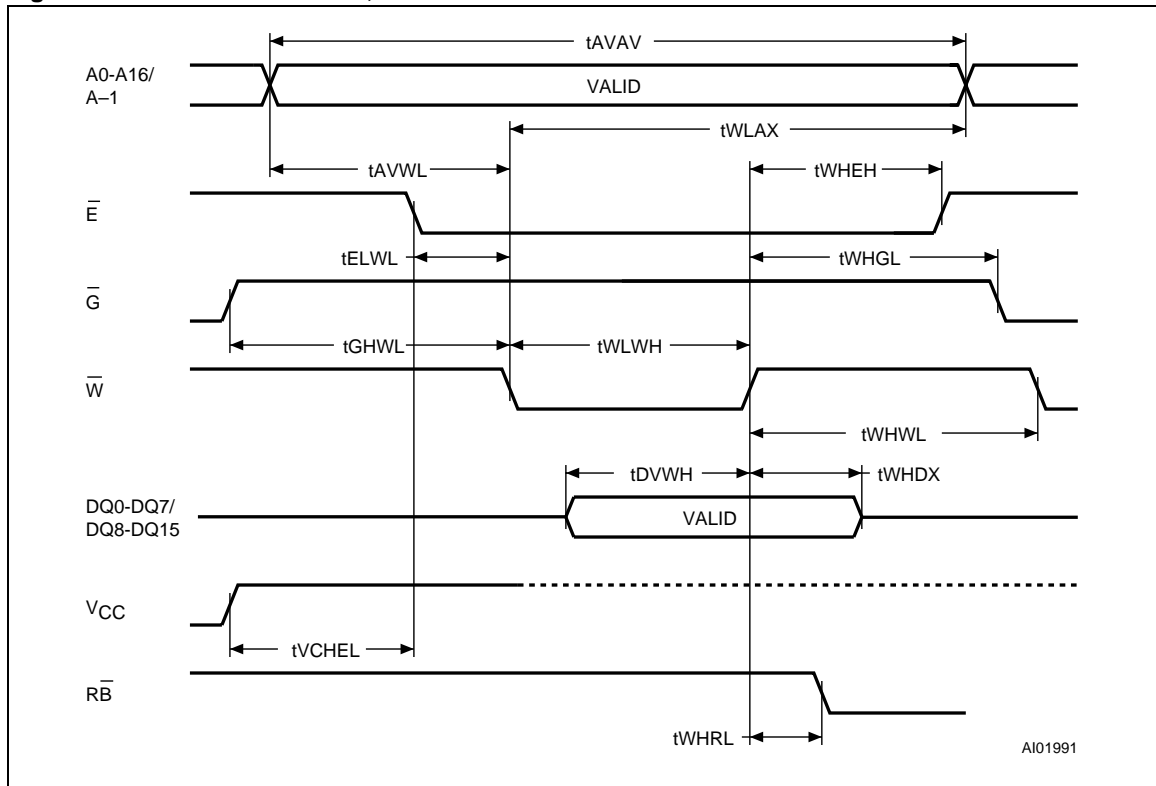 tAVAV
A0-A16/
A–1
VALID
tWLAX
tAVWL
tWHEH
E
tELWL
tWHGL
G
tGHWL
tWLWH
W
tWHWL
tDVWH
tWHDX
DQ0-DQ7/
DQ8-DQ15
VALID
VCC
tVCHEL
RB
tWHRL
AI01991